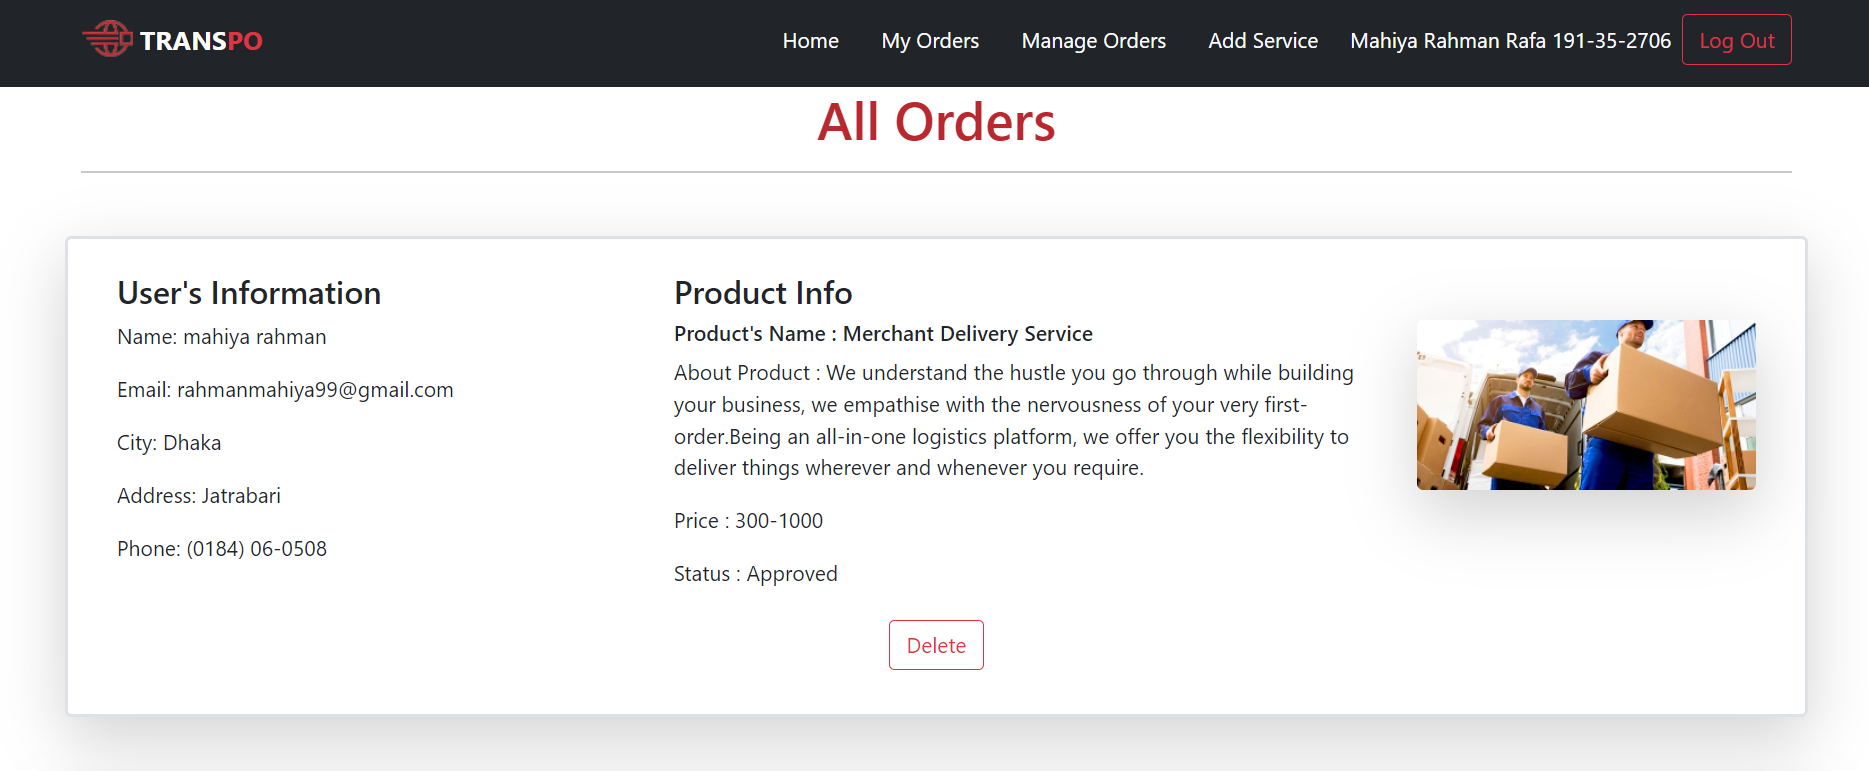 TRANSPO
Home My Orders Manage Orders Add Service Mahiya Rahman Rafa 191-35-2706 Log Out
All Orders
User's Information
Name: mahiya rahman
Email: rahmanmahiya99@gmail.com
City: Dhaka
Address: Jatrabari
Phone: (0184) 06-0508
Product Info
Product's Name : Merchant Delivery Service
About Product : We understand the hustle you go through while building
your business, we empathise with the nervousness of your very first-
order.Being an all-in-one logistics platform, we offer you the flexibility to
deliver things wherever and whenever you require.
Price : 300-1000
Status : Approved
Delete